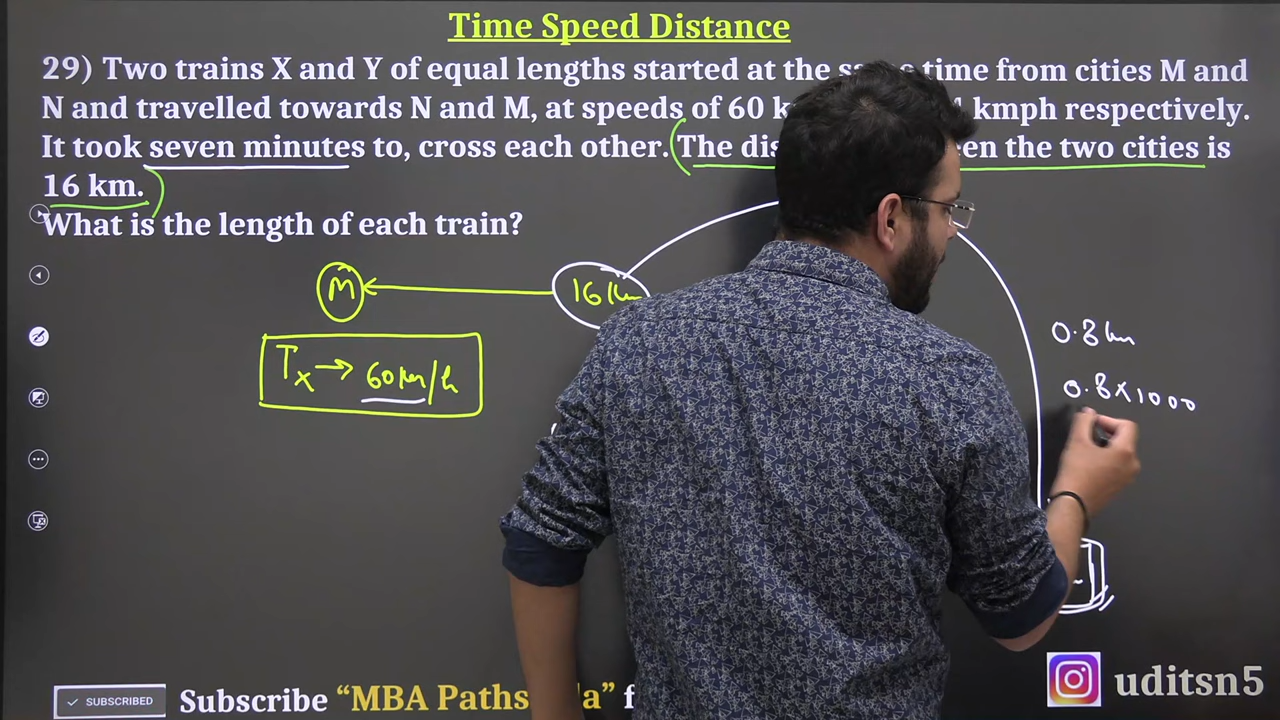 Time Speed Distance
29) Two trains X and Y of equal lengths started at the time from cities M and
N and travelled towards N and M, at speeds of 60 kmph respectively.
It took seven minutes to, cross each other. The the two cities is
16 km.
What is the length of each train?
M
16 km
Tx → 60 km/h
0.8 km
0.8 x 1000
SUBSCRIBED
Subscribe "MBA
uditsn5